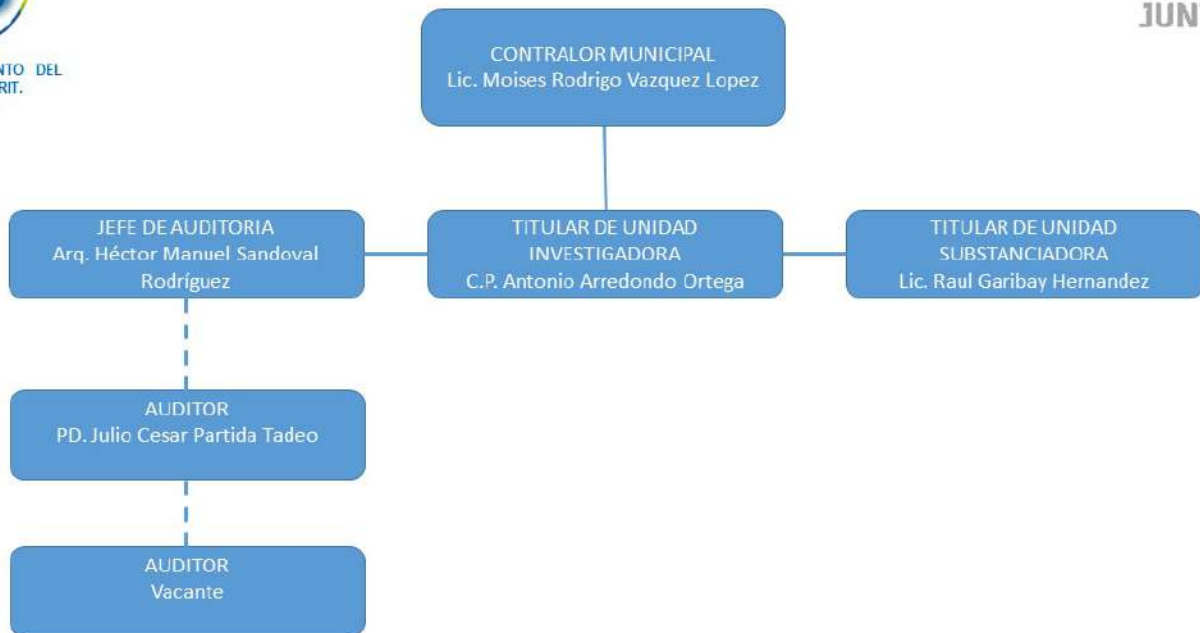 JUN
NTO DEL
RIT.
CONTRALOR MUNICIPAL
Lic. Moises Rodrigo Vazquez Lopez
JEFE DE AUDITORIA
Arq. Héctor Manuel Sandoval
Rodríguez
TITULAR DE UNIDAD
INVESTIGADORA
C.P. Antonio Arredondo Ortega
TITULAR DE UNIDAD
SUBSTANCIADORA
Lic. Raul Garibay Hernandez
AUDITOR
PD. Julio Cesar Partida Tadeo
AUDITOR
Vacante